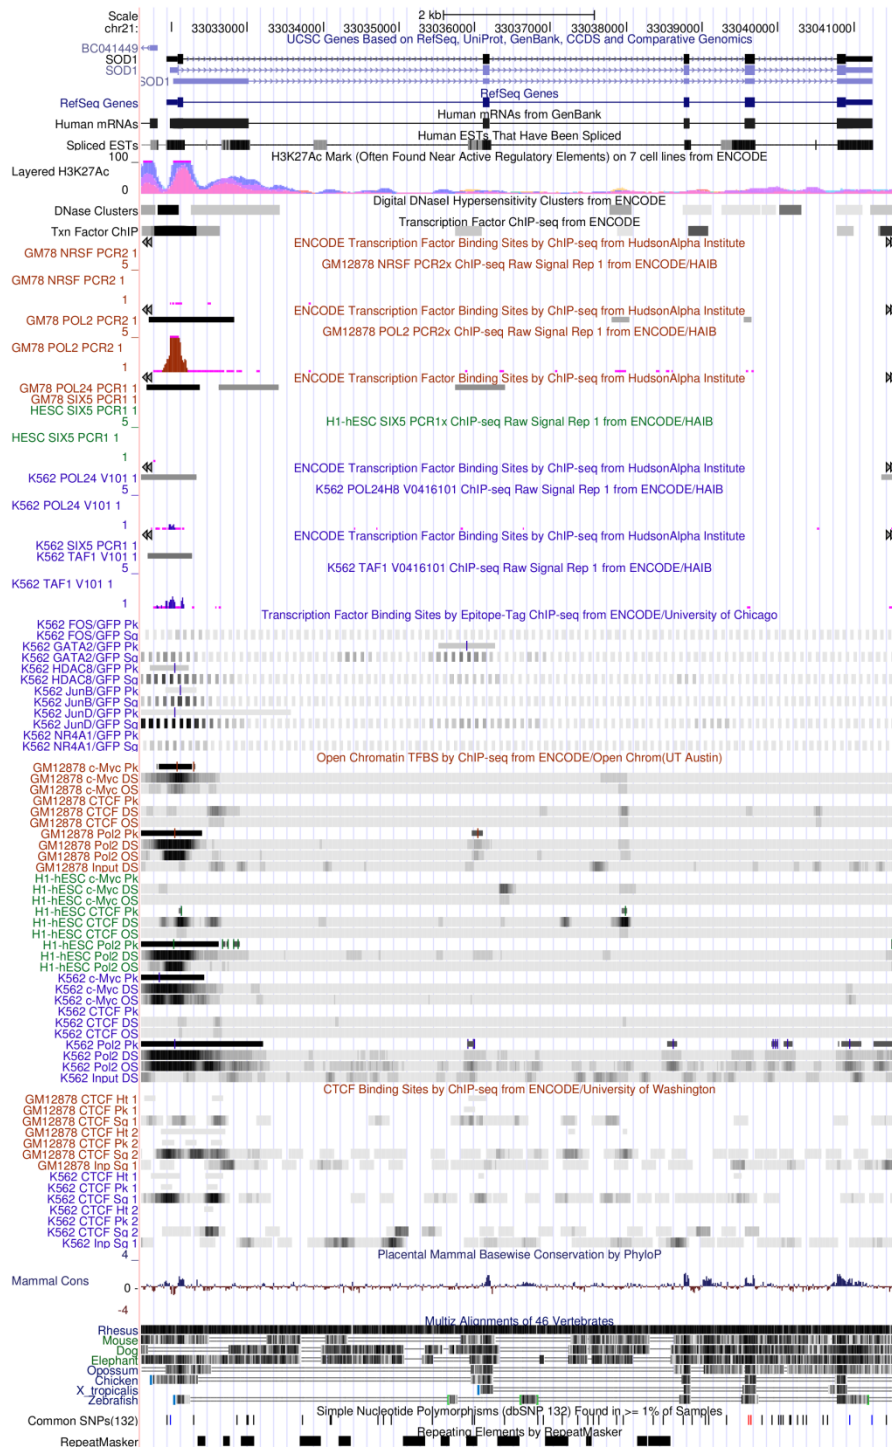 Scale 2 kb
chr21: 33033000 33034000 33035000 33036000 33037000 33038000 33039000 33040000 33041000
UCSC Genes Based on RefSeq, UniProt, GenBank, CCDS and Comparative Genomics
BC041449
SOD1
SOD1
SOD1
RefSeq Genes
RefSeq Genes
Human mRNAs from GenBank
Human mRNAs
Human ESTs That Have Been Spliced
Spliced ESTs
H3K27Ac Mark (Often Found Near Active Regulatory Elements) on 7 cell lines from ENCODE
100
Layered H3K27Ac
0
Digital DNaseI Hypersensitivity Clusters from ENCODE
DNase Clusters
Transcription Factor ChIP-seq from ENCODE
Txn Factor ChIP
ENCODE Transcription Factor Binding Sites by ChIP-seq from HudsonAlpha Institute
GM78 NRSF PCR2 1
5
GM12878 NRSF PCR2x ChIP-seq Raw Signal Rep 1 from ENCODE/HAIB
GM78 NRSF PCR2 1
1
ENCODE Transcription Factor Binding Sites by ChIP-seq from HudsonAlpha Institute
GM78 POL2 PCR2 1
5
GM12878 POL2 PCR2x ChIP-seq Raw Signal Rep 1 from ENCODE/HAIB
GM78 POL2 PCR2 1
1
ENCODE Transcription Factor Binding Sites by ChIP-seq from HudsonAlpha Institute
GM78 POL24 PCR1 1
GM78 SIX5 PCR1 1
HESC SIX5 PCR1 1
5
H1-hESC SIX5 PCR1x ChIP-seq Raw Signal Rep 1 from ENCODE/HAIB
HESC SIX5 PCR1 1
1
ENCODE Transcription Factor Binding Sites by ChIP-seq from HudsonAlpha Institute
K562 POL24 V101 1
5
K562 POL24H8 V0416101 ChIP-seq Raw Signal Rep 1 from ENCODE/HAIB
K562 POL24 V101 1
1
ENCODE Transcription Factor Binding Sites by ChIP-seq from HudsonAlpha Institute
K562 SIX5 PCR1 1
K562 TAF1 V101 1
5
K562 TAF1 V0416101 ChIP-seq Raw Signal Rep 1 from ENCODE/HAIB
K562 TAF1 V101 1
1
Transcription Factor Binding Sites by Epitope-Tag ChIP-seq from ENCODE/University of Chicago
K562 FOS/GFP Pk
K562 FOS/GFP Sg
K562 GATA2/GFP Pk
K562 GATA2/GFP Sg
K562 HDAC8/GFP Pk
K562 HDAC8/GFP Sg
K562 JunB/GFP Pk
K562 JunB/GFP Sg
K562 JunD/GFP Pk
K562 JunD/GFP Sg
K562 NR4A1/GFP Pk
K562 NR4A1/GFP Sg
Open Chromatin TFBS by ChIP-seq from ENCODE/Open Chrom(UT Austin)
GM12878 c-Myc Pk
GM12878 c-Myc DS
GM12878 c-Myc OS
GM12878 CTCF Pk
GM12878 CTCF DS
GM12878 CTCF OS
GM12878 Pol2 Pk
GM12878 Pol2 DS
GM12878 Pol2 OS
GM12878 Input DS
H1-hESC c-Myc Pk
H1-hESC c-Myc DS
H1-hESC c-Myc OS
H1-hESC CTCF Pk
H1-hESC CTCF DS
H1-hESC CTCF OS
H1-hESC Pol2 Pk
H1-hESC Pol2 DS
H1-hESC Pol2 OS
K562 c-Myc Pk
K562 c-Myc DS
K562 c-Myc OS
K562 CTCF Pk
K562 CTCF DS
K562 CTCF OS
K562 Pol2 Pk
K562 Pol2 DS
K562 Pol2 OS
K562 Input DS
CTCF Binding Sites by ChIP-seq from ENCODE/University of Washington
GM12878 CTCF Ht 1
GM12878 CTCF Pk 1
GM12878 CTCF Sg 1
GM12878 CTCF Ht 2
GM12878 CTCF Pk 2
GM12878 CTCF Sg 2
GM12878 Inp Sg 1
K562 CTCF Ht 1
K562 CTCF Pk 1
K562 CTCF Sg 1
K562 CTCF Ht 2
K562 CTCF Pk 2
K562 CTCF Sg 2
K562 Inp Sg 1
Placental Mammal Basewise Conservation by PhyloP
4
Mammal Cons
0
-4
Multiz Alignments of 46 Vertebrates
Rhesus
Mouse
Dog
Elephant
Opossum
Chicken
X_tropicalis
Zebrafish
Simple Nucleotide Polymorphisms (dbSNP 132) Found in >= 1% of Samples
Common SNPs(132)
Repeating Elements by RepeatMasker
RepeatMasker